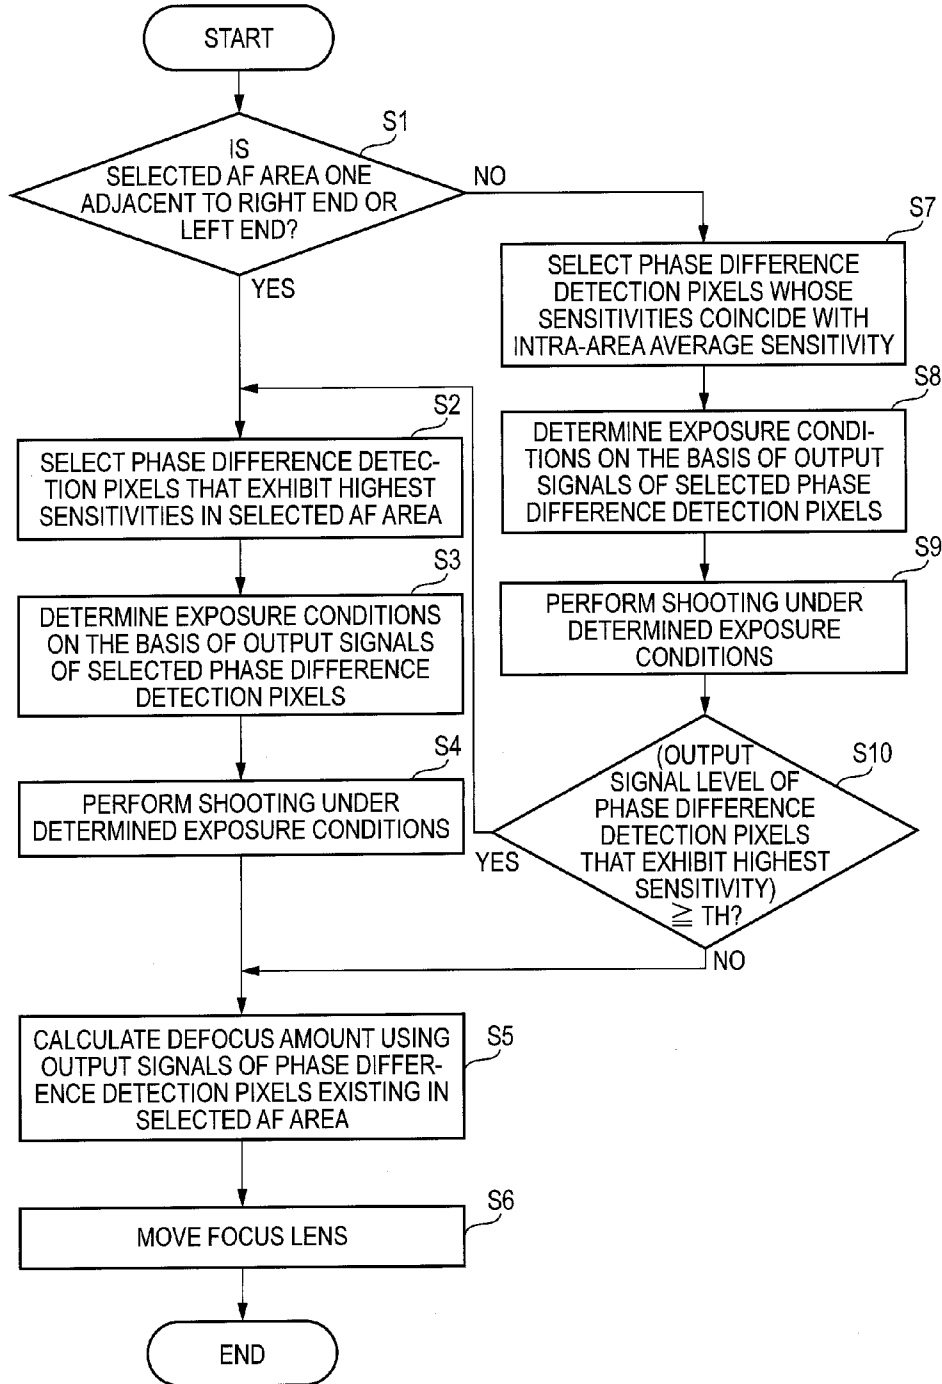 START
S1
IS
SELECTED AF AREA ONE
ADJACENT TO RIGHT END OR
LEFT END?
NO
YES
S7
SELECT PHASE DIFFERENCE
DETECTION PIXELS WHOSE
SENSITIVITIES COINCIDE WITH
INTRA-AREA AVERAGE SENSITIVITY
S2
SELECT PHASE DIFFERENCE DETEC-
TION PIXELS THAT EXHIBIT HIGHEST
SENSITIVITIES IN SELECTED AF AREA
S8
DETERMINE EXPOSURE CONDI-
TIONS ON THE BASIS OF OUTPUT
SIGNALS OF SELECTED PHASE
DIFFERENCE DETECTION PIXELS
S3
DETERMINE EXPOSURE CONDITIONS
ON THE BASIS OF OUTPUT SIGNALS
OF SELECTED PHASE DIFFERENCE
DETECTION PIXELS
S9
PERFORM SHOOTING UNDER
DETERMINED EXPOSURE
CONDITIONS
S4
PERFORM SHOOTING UNDER
DETERMINED EXPOSURE CONDITIONS
S10
(OUTPUT
SIGNAL LEVEL OF
PHASE DIFFERENCE
DETECTION PIXELS
THAT EXHIBIT HIGHEST
SENSITIVITY)
≧ TH?
YES
NO
S5
CALCULATE DEFOCUS AMOUNT USING
OUTPUT SIGNALS OF PHASE DIFFER-
ENCE DETECTION PIXELS EXISTING IN
SELECTED AF AREA
S6
MOVE FOCUS LENS
END